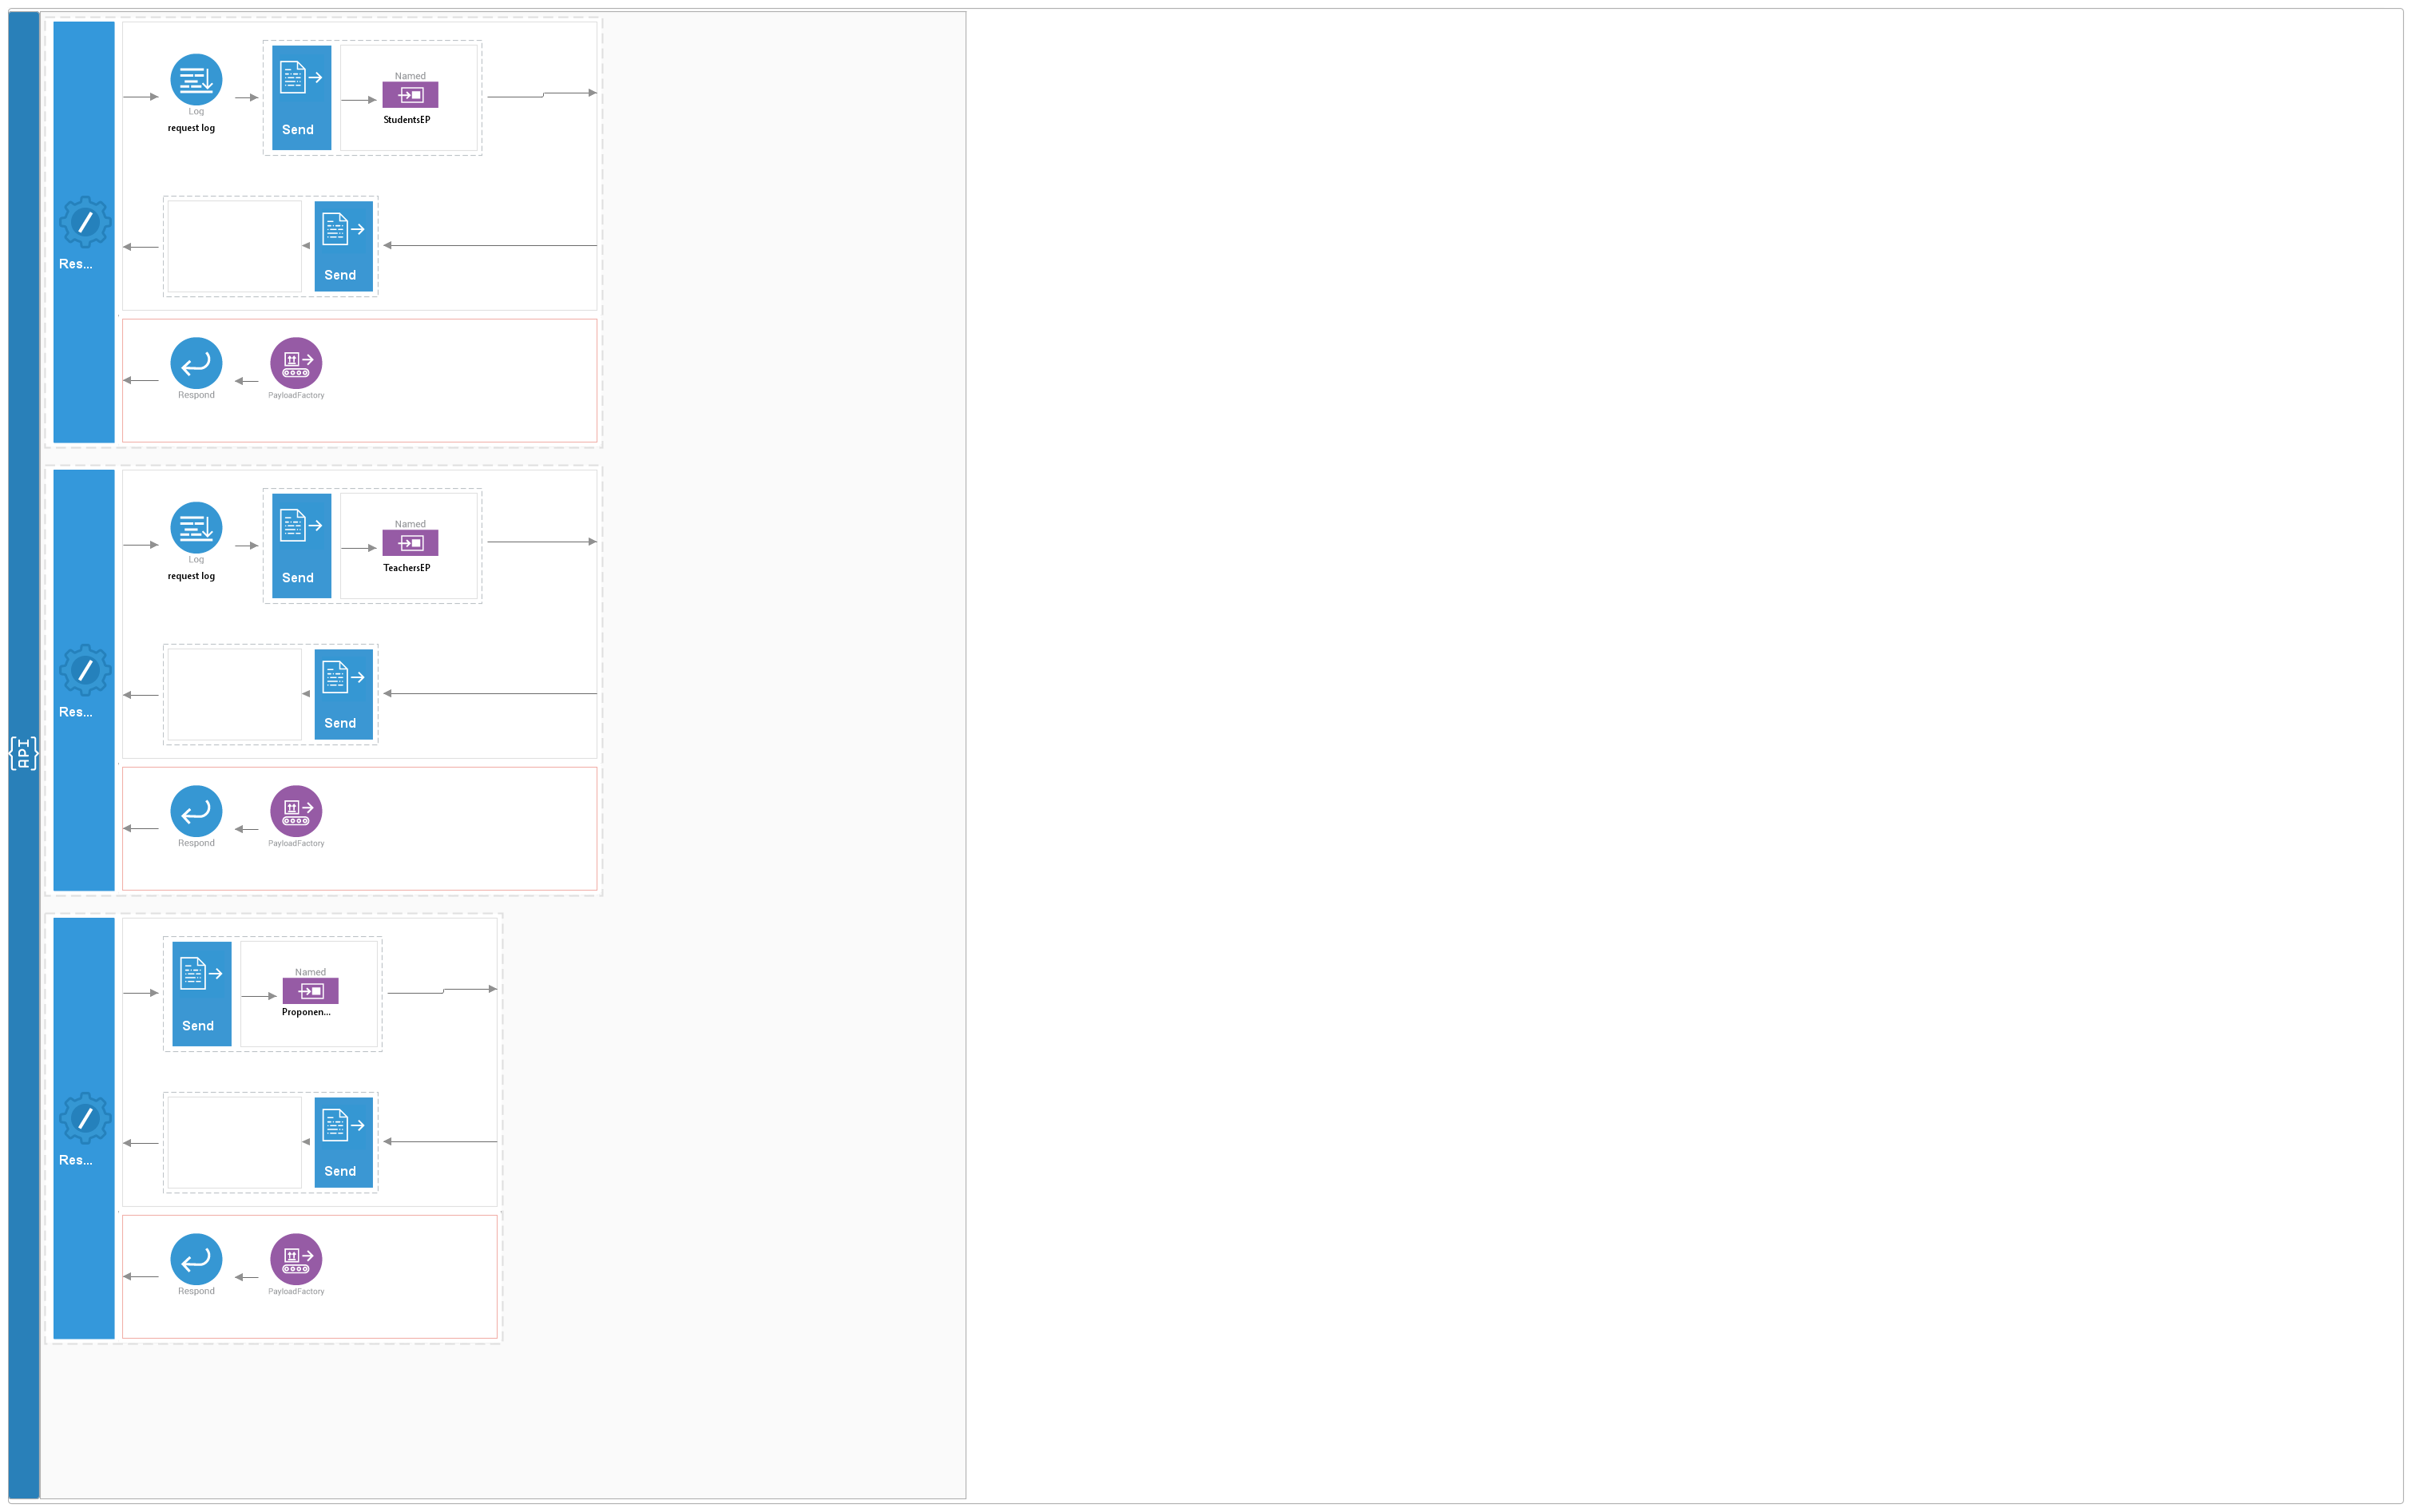 {API}
Res...
Log
request log
Send
Named
StudentsEP
Send
Respond
PayloadFactory
Res...
Log
request log
Send
Named
TeachersEP
Send
Respond
PayloadFactory
Res...
Send
Named
Proponen...
Send
Respond
PayloadFactory